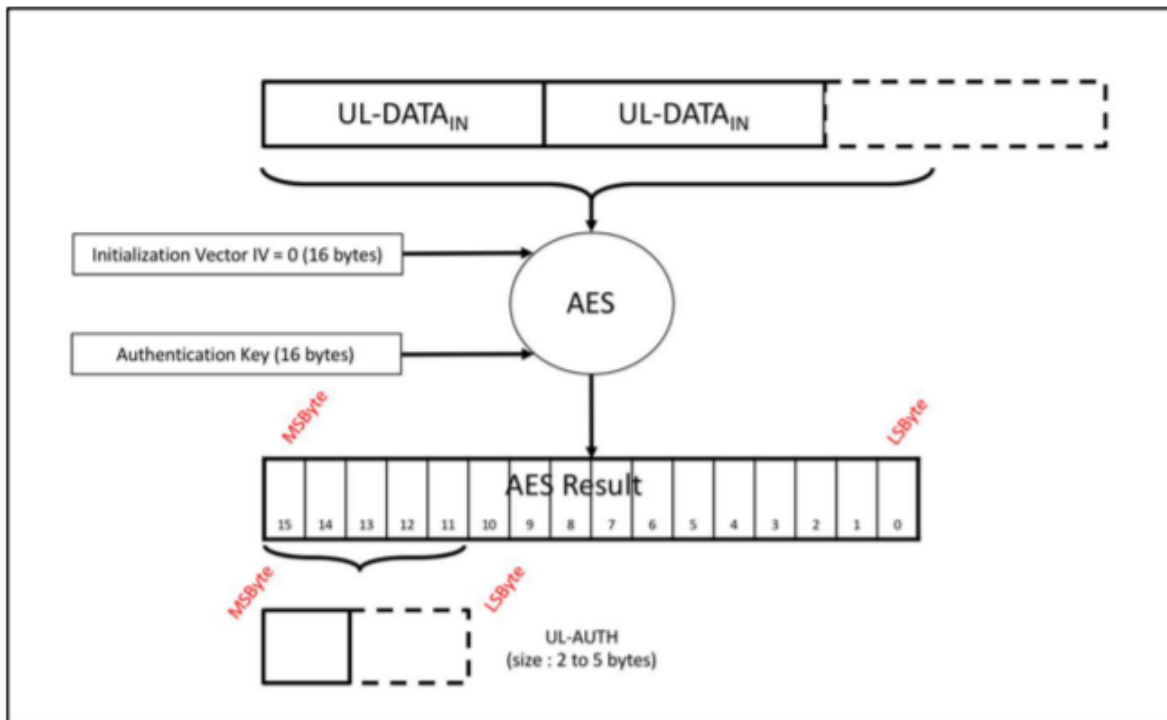 UL-DATAIN UL-DATAIN
Initialization Vector IV = 0 (16 bytes)
AES
Authentication Key (16 bytes)
MSByte LSByte
AES Result
15 14 13 12 11 10 9 8 7 6 5 4 3 2 1 0
MSByte LSByte
UL-AUTH
(size : 2 to 5 bytes)